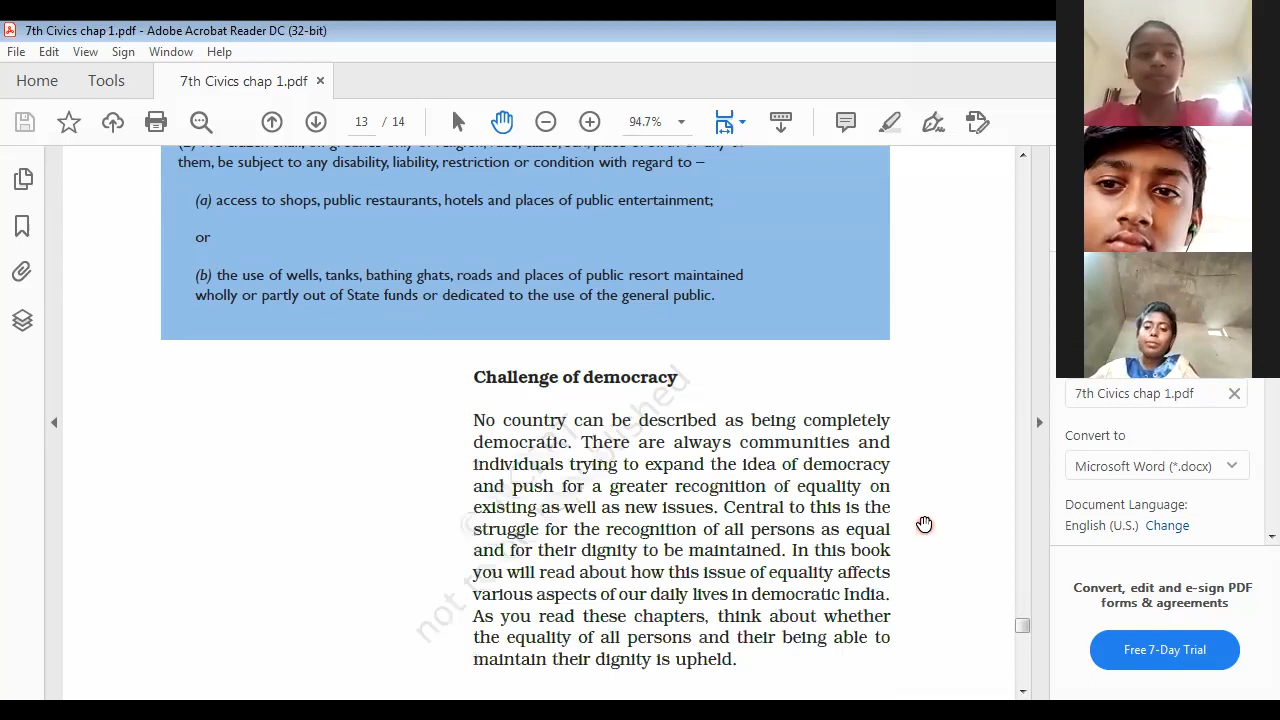 7th Civics chap 1.pdf - Adobe Acrobat Reader DC (32-bit)
File Edit View Sign Window Help
Home Tools 7th Civics chap 1.pdf ×
13 / 14 94.7%
them, be subject to any disability, liability, restriction or condition with regard to –
(a) access to shops, public restaurants, hotels and places of public entertainment;
or
(b) the use of wells, tanks, bathing ghats, roads and places of public resort maintained
wholly or partly out of State funds or dedicated to the use of the general public.
Challenge of democracy
No country can be described as being completely
democratic. There are always communities and
individuals trying to expand the idea of democracy
and push for a greater recognition of equality on
existing as well as new issues. Central to this is the
struggle for the recognition of all persons as equal
and for their dignity to be maintained. In this book
you will read about how this issue of equality affects
various aspects of our daily lives in democratic India.
As you read these chapters, think about whether
the equality of all persons and their being able to
maintain their dignity is upheld.
7th Civics chap 1.pdf
Convert to
Microsoft Word (*.docx)
Document Language:
English (U.S.) Change
Convert, edit and e-sign PDF
forms & agreements
Free 7-Day Trial